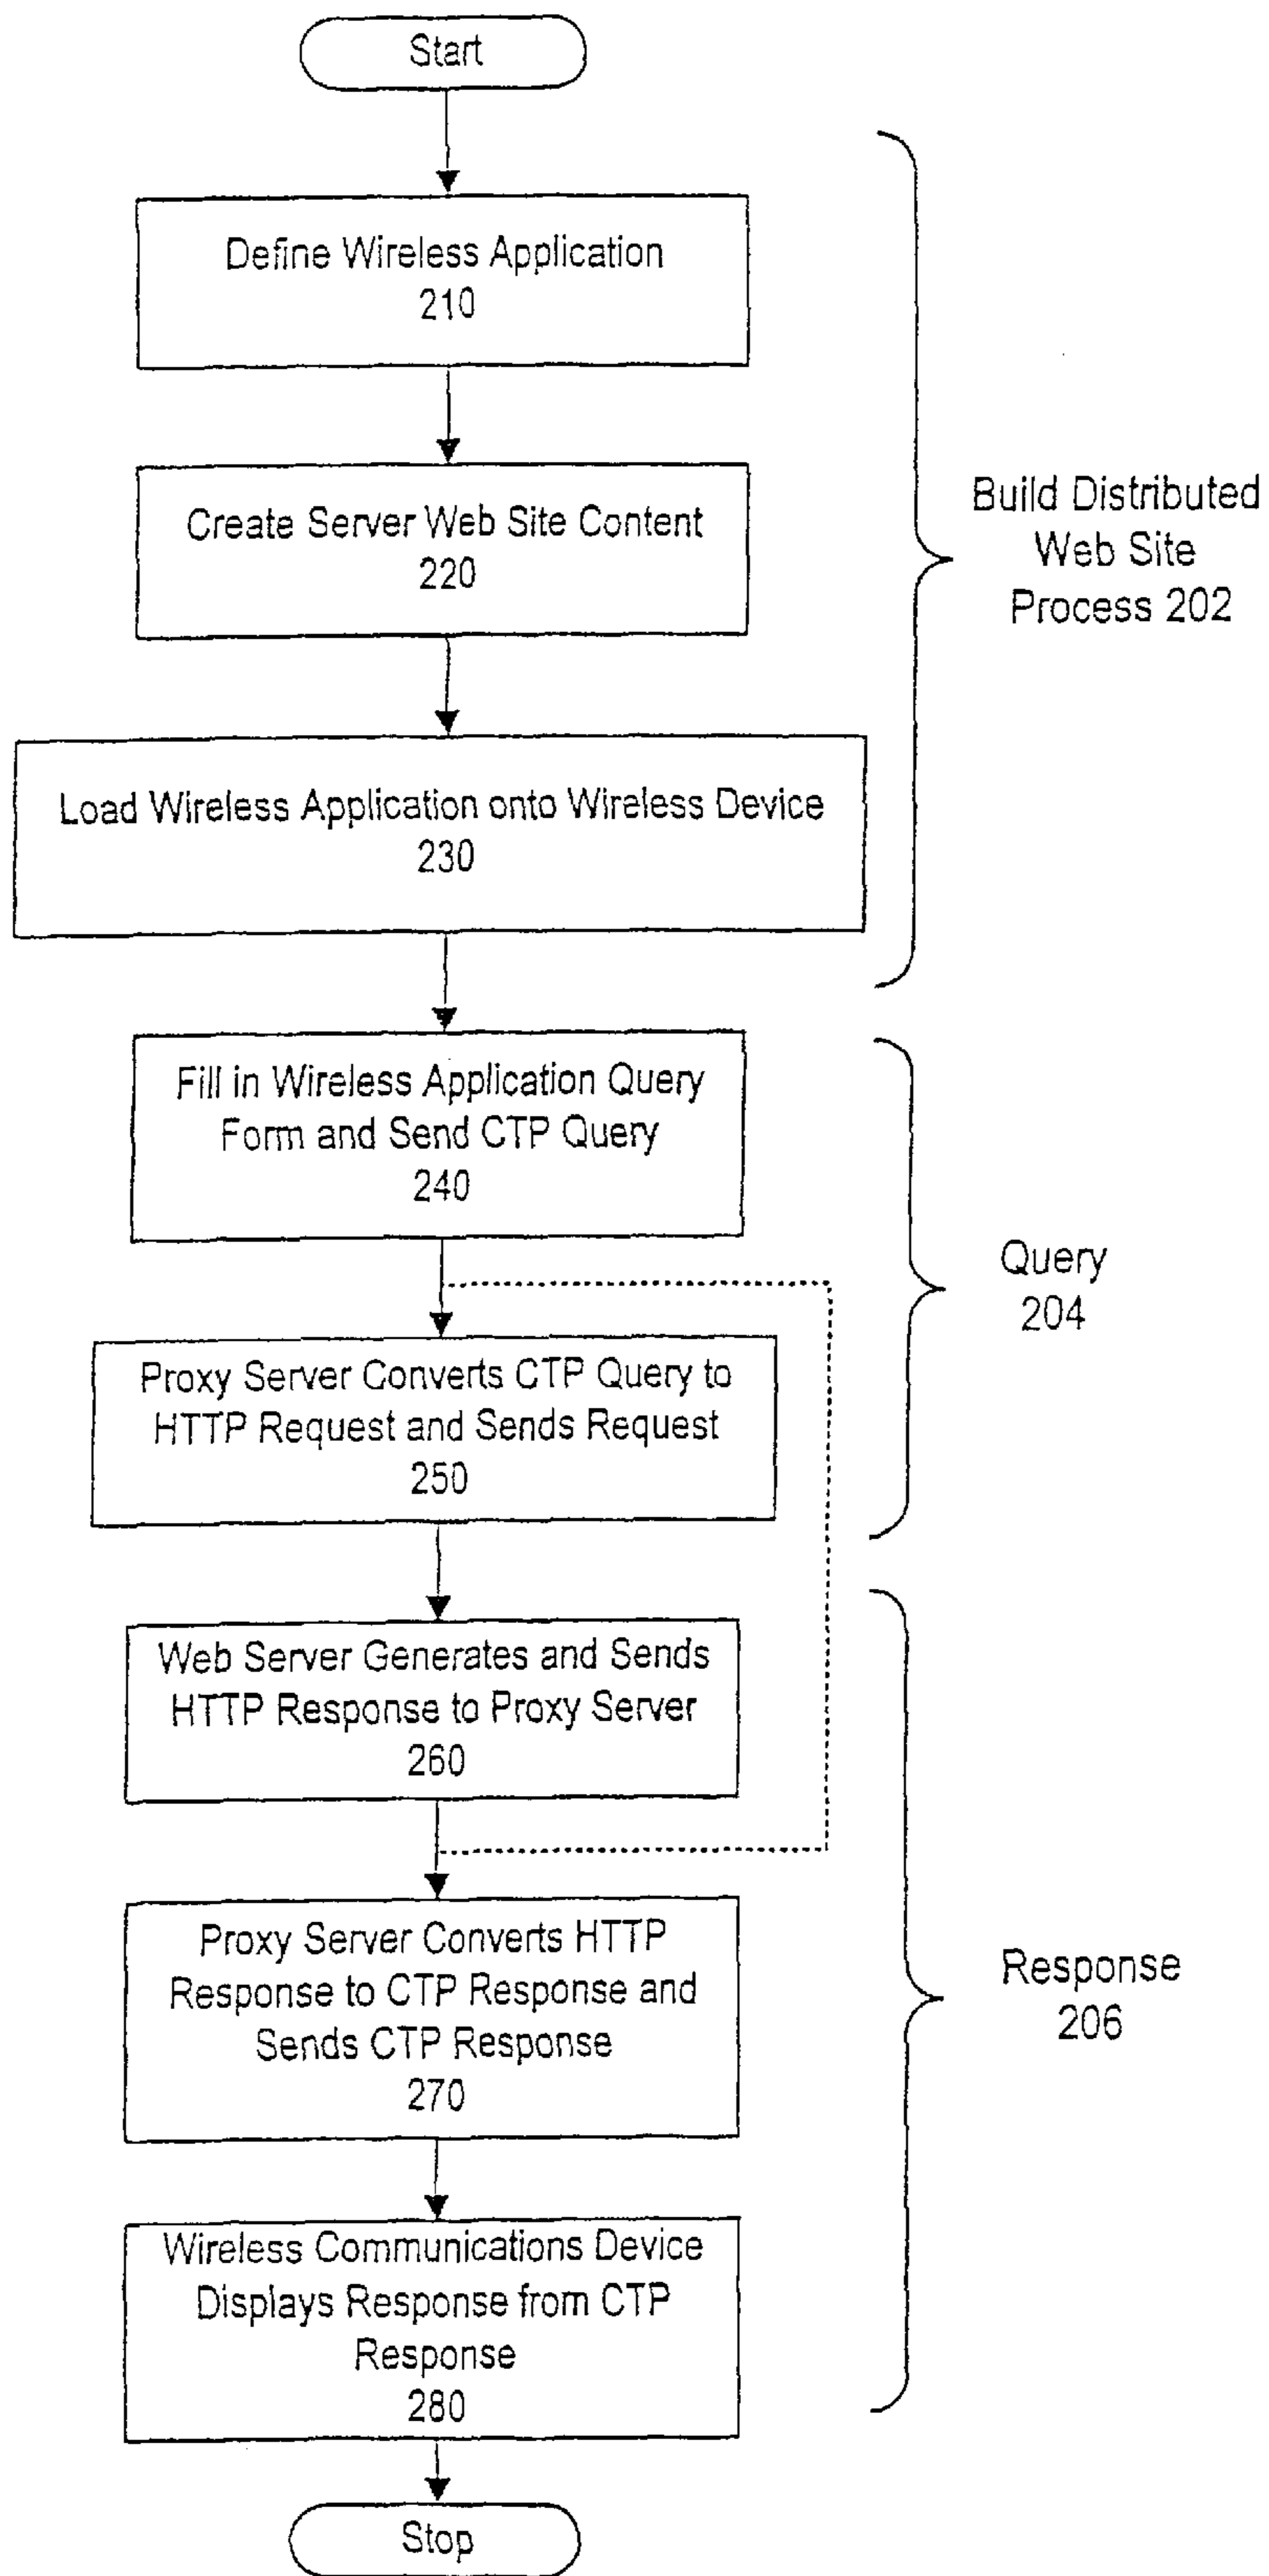 Start
Define Wireless Application
210
Create Server Web Site Content
220
Build Distributed
Web Site
Process 202
Load Wireless Application onto Wireless Device
230
Fill in Wireless Application Query
Form and Send CTP Query
240
Query
204
Proxy Server Converts CTP Query to
HTTP Request and Sends Request
250
Web Server Generates and Sends
HTTP Response to Proxy Server
260
Proxy Server Converts HTTP
Response to CTP Response and
Sends CTP Response
270
Response
206
Wireless Communications Device
Displays Response from CTP
Response
280
Stop